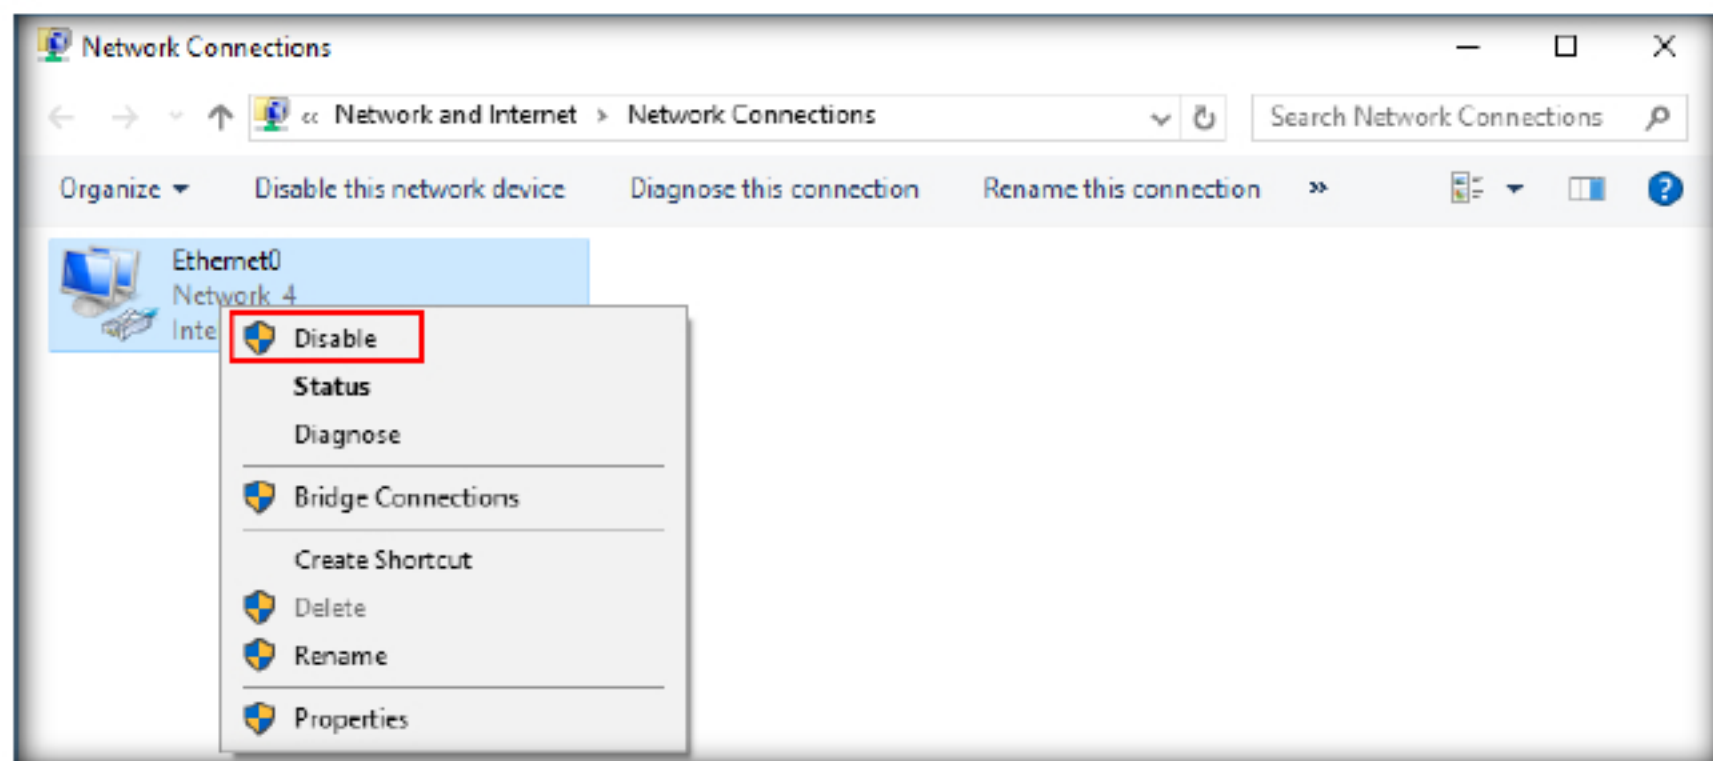 Network Connections
« Network and Internet > Network Connections
Search Network Connections
Organize
Disable this network device
Diagnose this connection
Rename this connection
»
Ethernet0
Network 4
Inte
Disable
Status
Diagnose
Bridge Connections
Create Shortcut
Delete
Rename
Properties